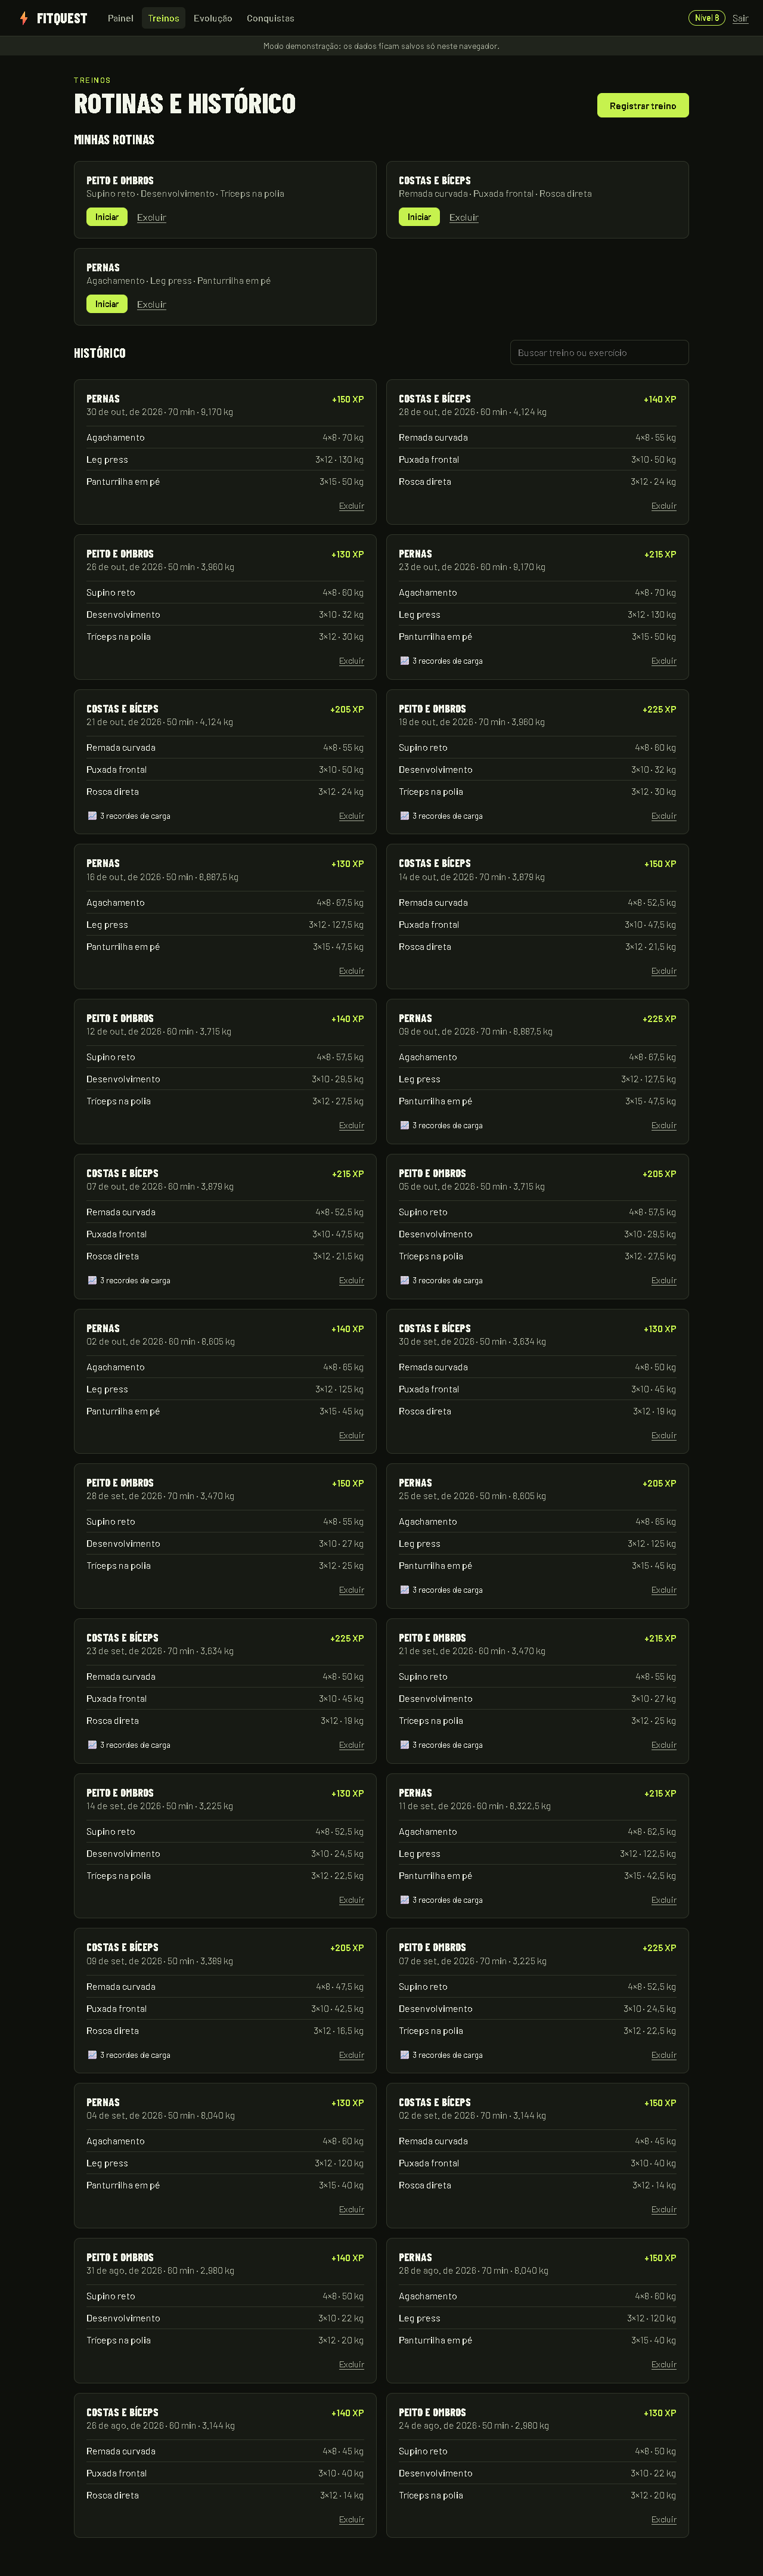 FITQUEST Painel Treinos Evolução Conquistas Nível 8 Sair
Modo demonstração: os dados ficam salvos só neste navegador.
TREINOS
ROTINAS E HISTÓRICO
Registrar treino
MINHAS ROTINAS
PEITO E OMBROS
Supino reto · Desenvolvimento · Tríceps na polia
Iniciar Excluir
COSTAS E BÍCEPS
Remada curvada · Puxada frontal · Rosca direta
Iniciar Excluir
PERNAS
Agachamento · Leg press · Panturrilha em pé
Iniciar Excluir
HISTÓRICO
Buscar treino ou exercício
PERNAS +150 XP
30 de out. de 2026 · 70 min · 9.170 kg
Agachamento 4×8 · 70 kg
Leg press 3×12 · 130 kg
Panturrilha em pé 3×15 · 50 kg
Excluir
COSTAS E BÍCEPS +140 XP
28 de out. de 2026 · 60 min · 4.124 kg
Remada curvada 4×8 · 55 kg
Puxada frontal 3×10 · 50 kg
Rosca direta 3×12 · 24 kg
Excluir
PEITO E OMBROS +130 XP
26 de out. de 2026 · 50 min · 3.960 kg
Supino reto 4×8 · 60 kg
Desenvolvimento 3×10 · 32 kg
Tríceps na polia 3×12 · 30 kg
Excluir
PERNAS +215 XP
23 de out. de 2026 · 60 min · 9.170 kg
Agachamento 4×8 · 70 kg
Leg press 3×12 · 130 kg
Panturrilha em pé 3×15 · 50 kg
3 recordes de carga Excluir
COSTAS E BÍCEPS +205 XP
21 de out. de 2026 · 50 min · 4.124 kg
Remada curvada 4×8 · 55 kg
Puxada frontal 3×10 · 50 kg
Rosca direta 3×12 · 24 kg
3 recordes de carga Excluir
PEITO E OMBROS +225 XP
19 de out. de 2026 · 70 min · 3.960 kg
Supino reto 4×8 · 60 kg
Desenvolvimento 3×10 · 32 kg
Tríceps na polia 3×12 · 30 kg
3 recordes de carga Excluir
PERNAS +130 XP
16 de out. de 2026 · 50 min · 8.887,5 kg
Agachamento 4×8 · 67,5 kg
Leg press 3×12 · 127,5 kg
Panturrilha em pé 3×15 · 47,5 kg
Excluir
COSTAS E BÍCEPS +150 XP
14 de out. de 2026 · 70 min · 3.879 kg
Remada curvada 4×8 · 52,5 kg
Puxada frontal 3×10 · 47,5 kg
Rosca direta 3×12 · 21,5 kg
Excluir
PEITO E OMBROS +140 XP
12 de out. de 2026 · 60 min · 3.715 kg
Supino reto 4×8 · 57,5 kg
Desenvolvimento 3×10 · 29,5 kg
Tríceps na polia 3×12 · 27,5 kg
Excluir
PERNAS +225 XP
09 de out. de 2026 · 70 min · 8.887,5 kg
Agachamento 4×8 · 67,5 kg
Leg press 3×12 · 127,5 kg
Panturrilha em pé 3×15 · 47,5 kg
3 recordes de carga Excluir
COSTAS E BÍCEPS +215 XP
07 de out. de 2026 · 60 min · 3.879 kg
Remada curvada 4×8 · 52,5 kg
Puxada frontal 3×10 · 47,5 kg
Rosca direta 3×12 · 21,5 kg
3 recordes de carga Excluir
PEITO E OMBROS +205 XP
05 de out. de 2026 · 50 min · 3.715 kg
Supino reto 4×8 · 57,5 kg
Desenvolvimento 3×10 · 29,5 kg
Tríceps na polia 3×12 · 27,5 kg
3 recordes de carga Excluir
PERNAS +140 XP
02 de out. de 2026 · 60 min · 8.605 kg
Agachamento 4×8 · 65 kg
Leg press 3×12 · 125 kg
Panturrilha em pé 3×15 · 45 kg
Excluir
COSTAS E BÍCEPS +130 XP
30 de set. de 2026 · 50 min · 3.634 kg
Remada curvada 4×8 · 50 kg
Puxada frontal 3×10 · 45 kg
Rosca direta 3×12 · 19 kg
Excluir
PEITO E OMBROS +150 XP
28 de set. de 2026 · 70 min · 3.470 kg
Supino reto 4×8 · 55 kg
Desenvolvimento 3×10 · 27 kg
Tríceps na polia 3×12 · 25 kg
Excluir
PERNAS +205 XP
25 de set. de 2026 · 50 min · 8.605 kg
Agachamento 4×8 · 65 kg
Leg press 3×12 · 125 kg
Panturrilha em pé 3×15 · 45 kg
3 recordes de carga Excluir
COSTAS E BÍCEPS +225 XP
23 de set. de 2026 · 70 min · 3.634 kg
Remada curvada 4×8 · 50 kg
Puxada frontal 3×10 · 45 kg
Rosca direta 3×12 · 19 kg
3 recordes de carga Excluir
PEITO E OMBROS +215 XP
21 de set. de 2026 · 60 min · 3.470 kg
Supino reto 4×8 · 55 kg
Desenvolvimento 3×10 · 27 kg
Tríceps na polia 3×12 · 25 kg
3 recordes de carga Excluir
PEITO E OMBROS +130 XP
14 de set. de 2026 · 50 min · 3.225 kg
Supino reto 4×8 · 52,5 kg
Desenvolvimento 3×10 · 24,5 kg
Tríceps na polia 3×12 · 22,5 kg
Excluir
PERNAS +215 XP
11 de set. de 2026 · 60 min · 8.322,5 kg
Agachamento 4×8 · 62,5 kg
Leg press 3×12 · 122,5 kg
Panturrilha em pé 3×15 · 42,5 kg
3 recordes de carga Excluir
COSTAS E BÍCEPS +205 XP
09 de set. de 2026 · 50 min · 3.389 kg
Remada curvada 4×8 · 47,5 kg
Puxada frontal 3×10 · 42,5 kg
Rosca direta 3×12 · 16,5 kg
3 recordes de carga Excluir
PEITO E OMBROS +225 XP
07 de set. de 2026 · 70 min · 3.225 kg
Supino reto 4×8 · 52,5 kg
Desenvolvimento 3×10 · 24,5 kg
Tríceps na polia 3×12 · 22,5 kg
3 recordes de carga Excluir
PERNAS +130 XP
04 de set. de 2026 · 50 min · 8.040 kg
Agachamento 4×8 · 60 kg
Leg press 3×12 · 120 kg
Panturrilha em pé 3×15 · 40 kg
Excluir
COSTAS E BÍCEPS +150 XP
02 de set. de 2026 · 70 min · 3.144 kg
Remada curvada 4×8 · 45 kg
Puxada frontal 3×10 · 40 kg
Rosca direta 3×12 · 14 kg
Excluir
PEITO E OMBROS +140 XP
31 de ago. de 2026 · 60 min · 2.980 kg
Supino reto 4×8 · 50 kg
Desenvolvimento 3×10 · 22 kg
Tríceps na polia 3×12 · 20 kg
Excluir
PERNAS +150 XP
28 de ago. de 2026 · 70 min · 8.040 kg
Agachamento 4×8 · 60 kg
Leg press 3×12 · 120 kg
Panturrilha em pé 3×15 · 40 kg
Excluir
COSTAS E BÍCEPS +140 XP
26 de ago. de 2026 · 60 min · 3.144 kg
Remada curvada 4×8 · 45 kg
Puxada frontal 3×10 · 40 kg
Rosca direta 3×12 · 14 kg
Excluir
PEITO E OMBROS +130 XP
24 de ago. de 2026 · 50 min · 2.980 kg
Supino reto 4×8 · 50 kg
Desenvolvimento 3×10 · 22 kg
Tríceps na polia 3×12 · 20 kg
Excluir